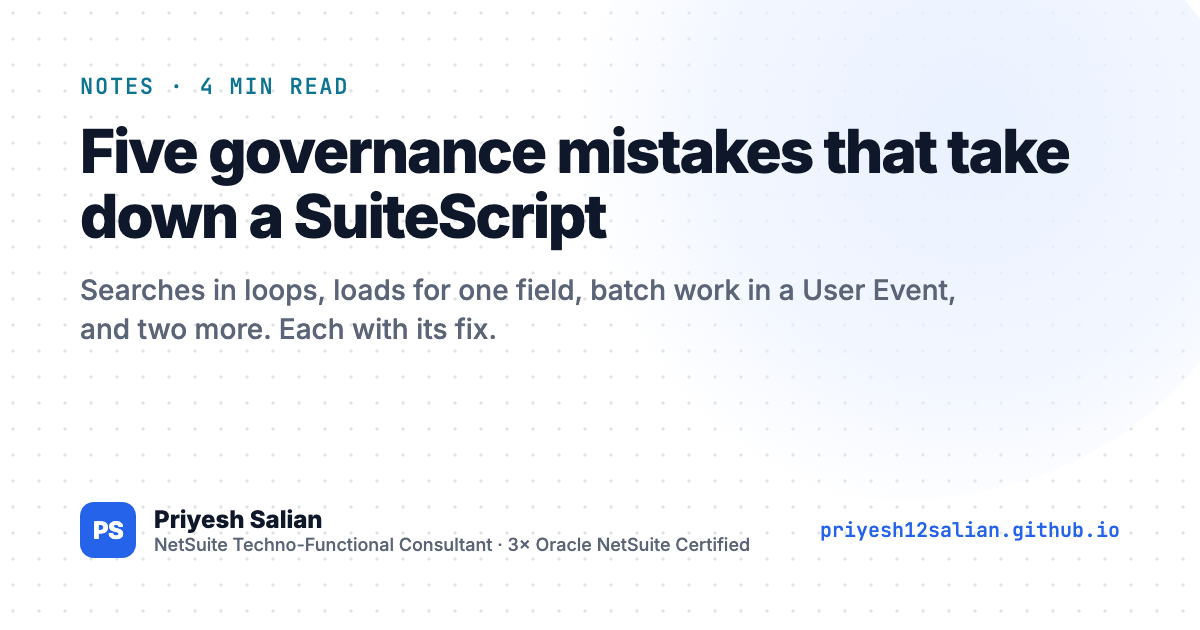 NOTES · 4 MIN READ
Five governance mistakes that take
down a SuiteScript
Searches in loops, loads for one field, batch work in a User Event,
and two more. Each with its fix.
PS
Priyesh Salian
NetSuite Techno-Functional Consultant · 3× Oracle NetSuite Certified
priyesh12salian.github.io